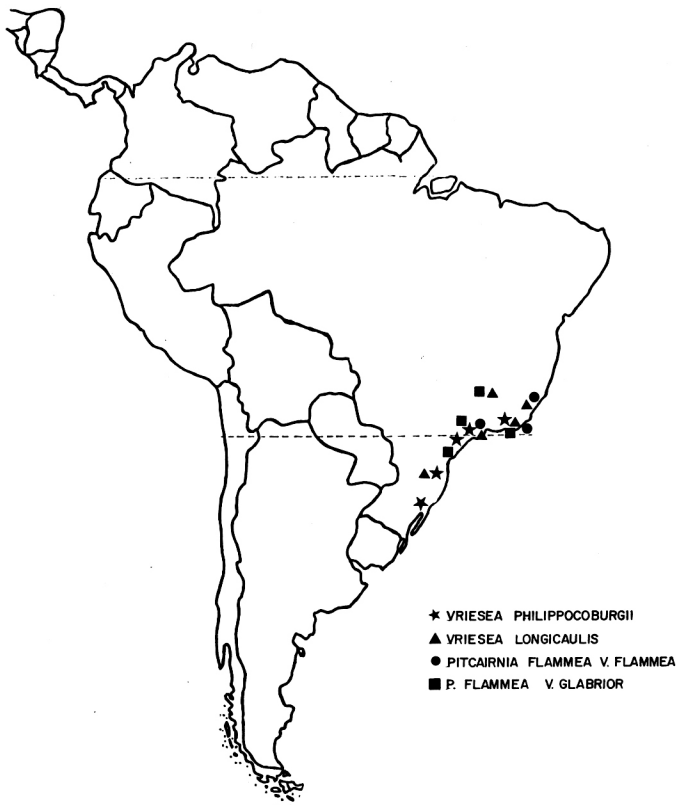 VRIESEA PHILIPPOCOBURGII
VRIESEA LONGICAULIS
PITCAIRNIA FLAMMEA V. FLAMMEA
P. FLAMMEA V. GLABRIOR